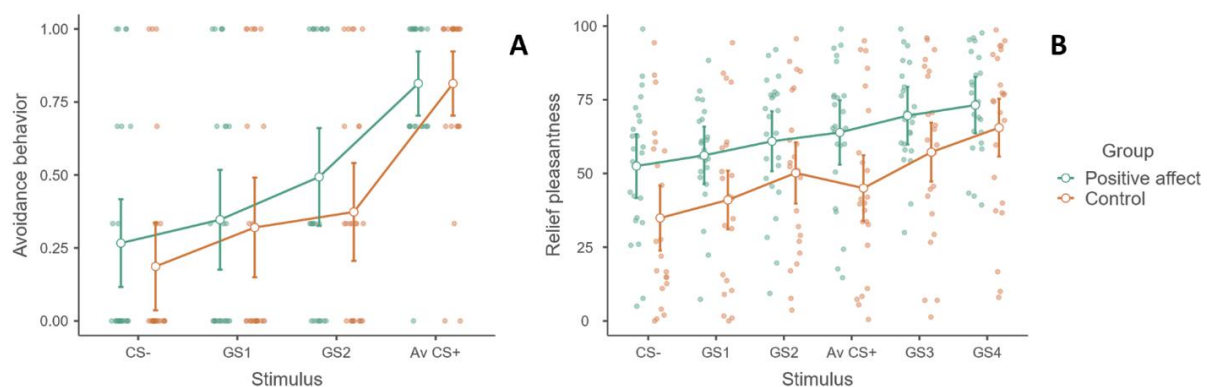 A
Avoidance behavior
1.00
0.75
0.50
0.25
0.00
CS-
GS1
GS2
Av CS+
Stimulus
B
Relief pleasantness
100
75
50
25
0
CS-
GS1
GS2
Av CS+
GS3
GS4
Stimulus
Group
Positive affect
Control